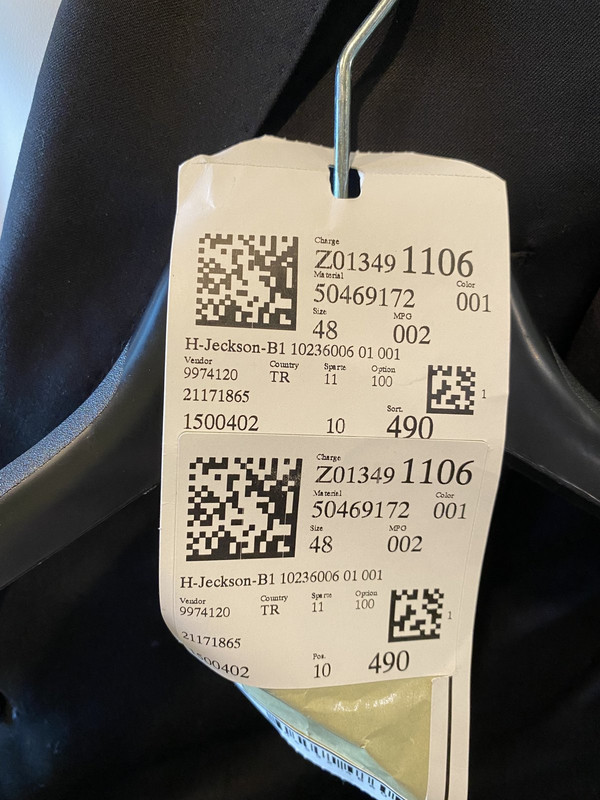 Charge
Z01349 1106
Material
50469172
Color
001
Size
48
MPG
002
H-Jeckson-B1 10236006 01 001
Vendor
9974120
Country
TR
Sparte
11
Option
100
1
21171865
Sort.
1500402 10 490
Charge
Z01349 1106
Material
50469172
Color
001
Size
48
MPG
002
H-Jeckson-B1 10236006 01 001
Vendor
9974120
Country
TR
Sparte
11
Option
100
1
21171865
Pos.
10 490